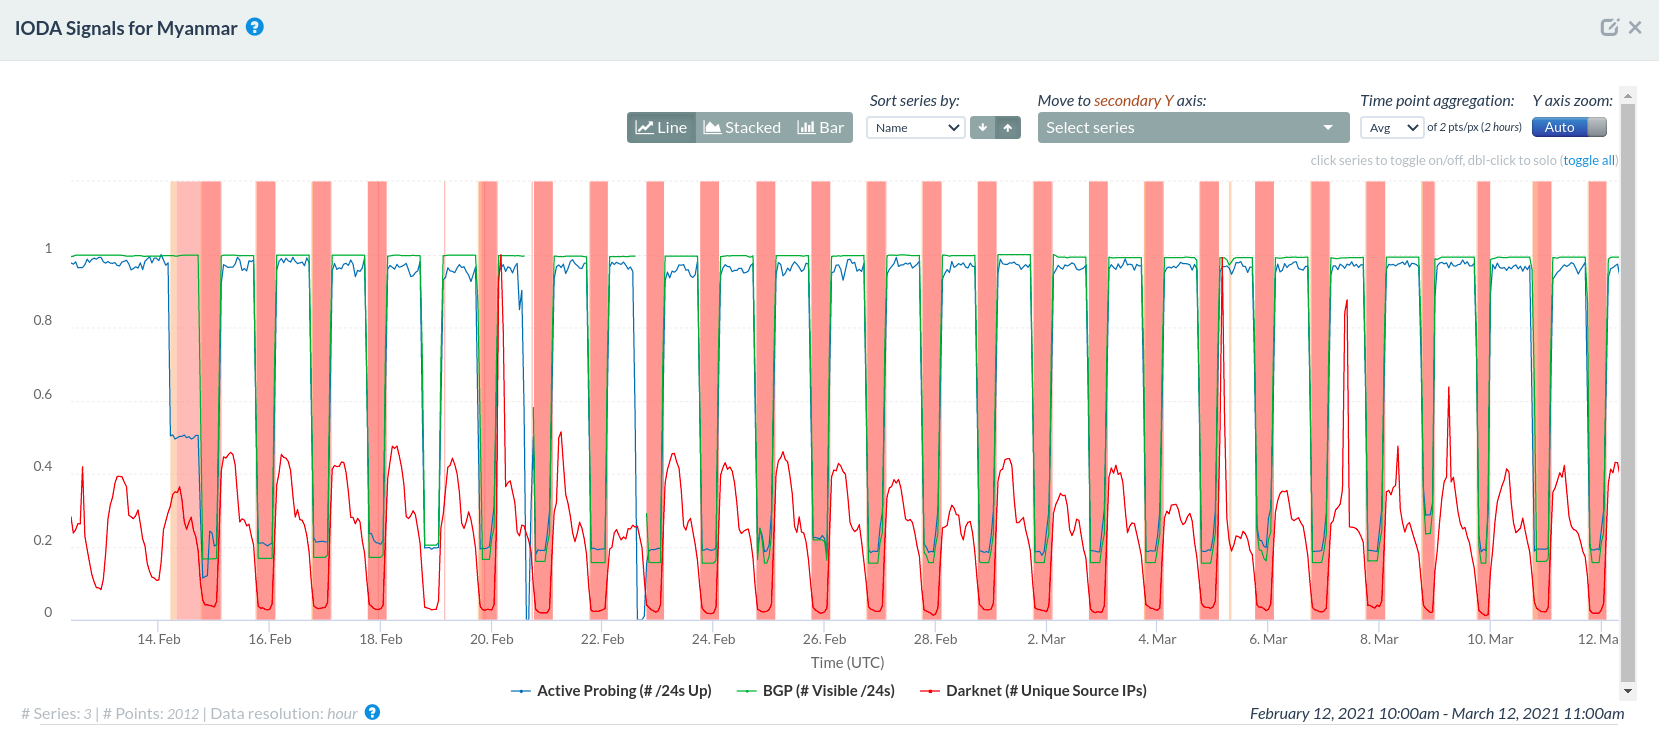 IODA Signals for Myanmar ?
Sort series by: Move to secondary Y axis: Time point aggregation: Y axis zoom:
Line Stacked Bar Name Select series Avg of 2 pts/px (2 hours) Auto
click series to toggle on/off, dbl-click to solo (toggle all)
1
0.8
0.6
0.4
0.2
0
14. Feb 16. Feb 18. Feb 20. Feb 22. Feb 24. Feb 26. Feb 28. Feb 2. Mar 4. Mar 6. Mar 8. Mar 10. Mar 12. Ma
Time (UTC)
Active Probing (# /24s Up) BGP (# Visible /24s) Darknet (# Unique Source IPs)
# Series: 3 | # Points: 2012 | Data resolution: hour ? February 12, 2021 10:00am - March 12, 2021 11:00am